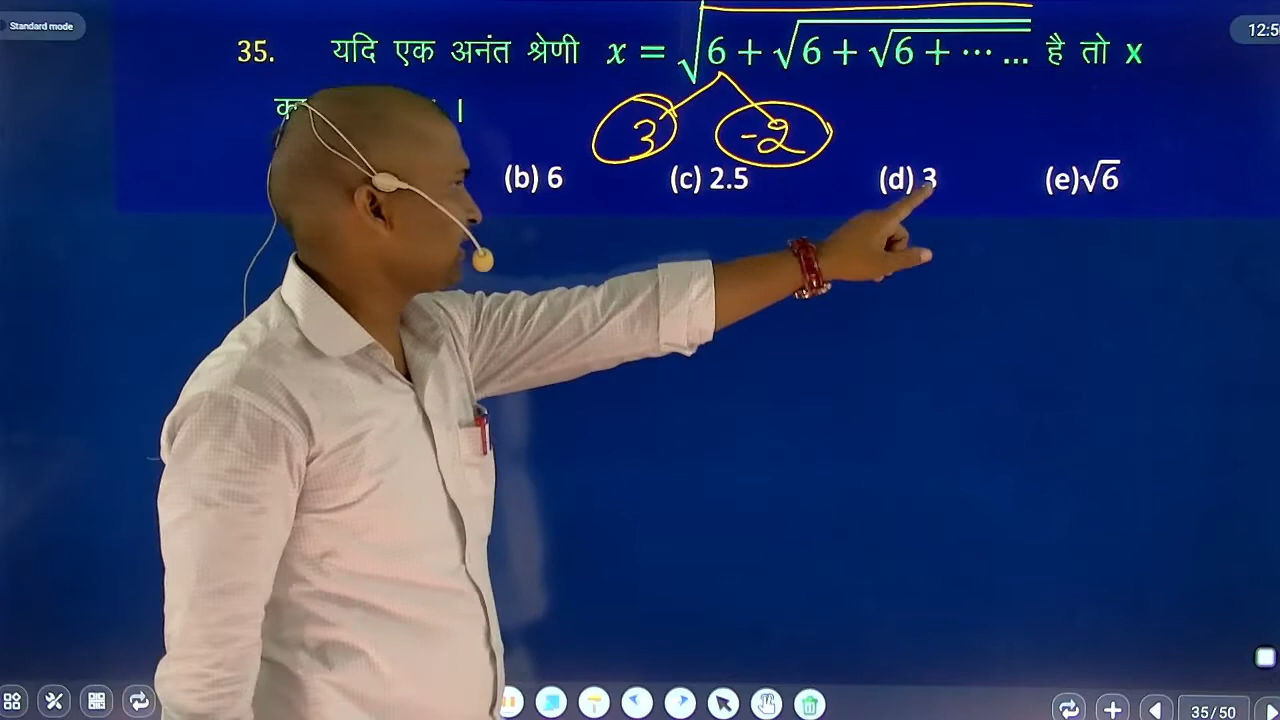 Standard mode
12:5
35. यदि एक अनंत श्रेणी x = √6 + √6 + √6 + ⋯ ... है तो x
।
3 -2
(b) 6 (c) 2.5 (d) 3 (e)√6
35/50